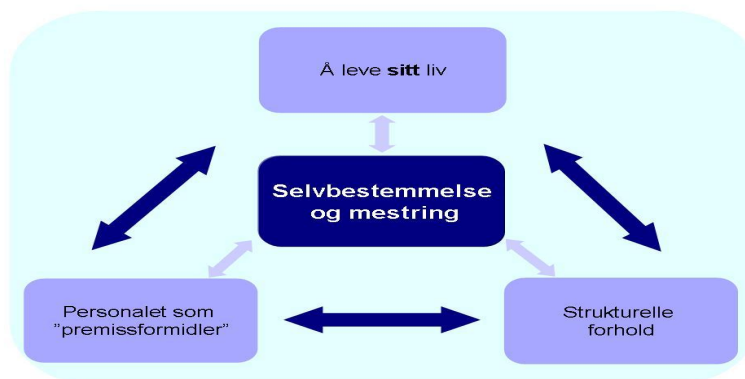 Å leve sitt liv
Selvbestemmelse
og mestring
Personalet som
”premissformidler”
Strukturelle
forhold